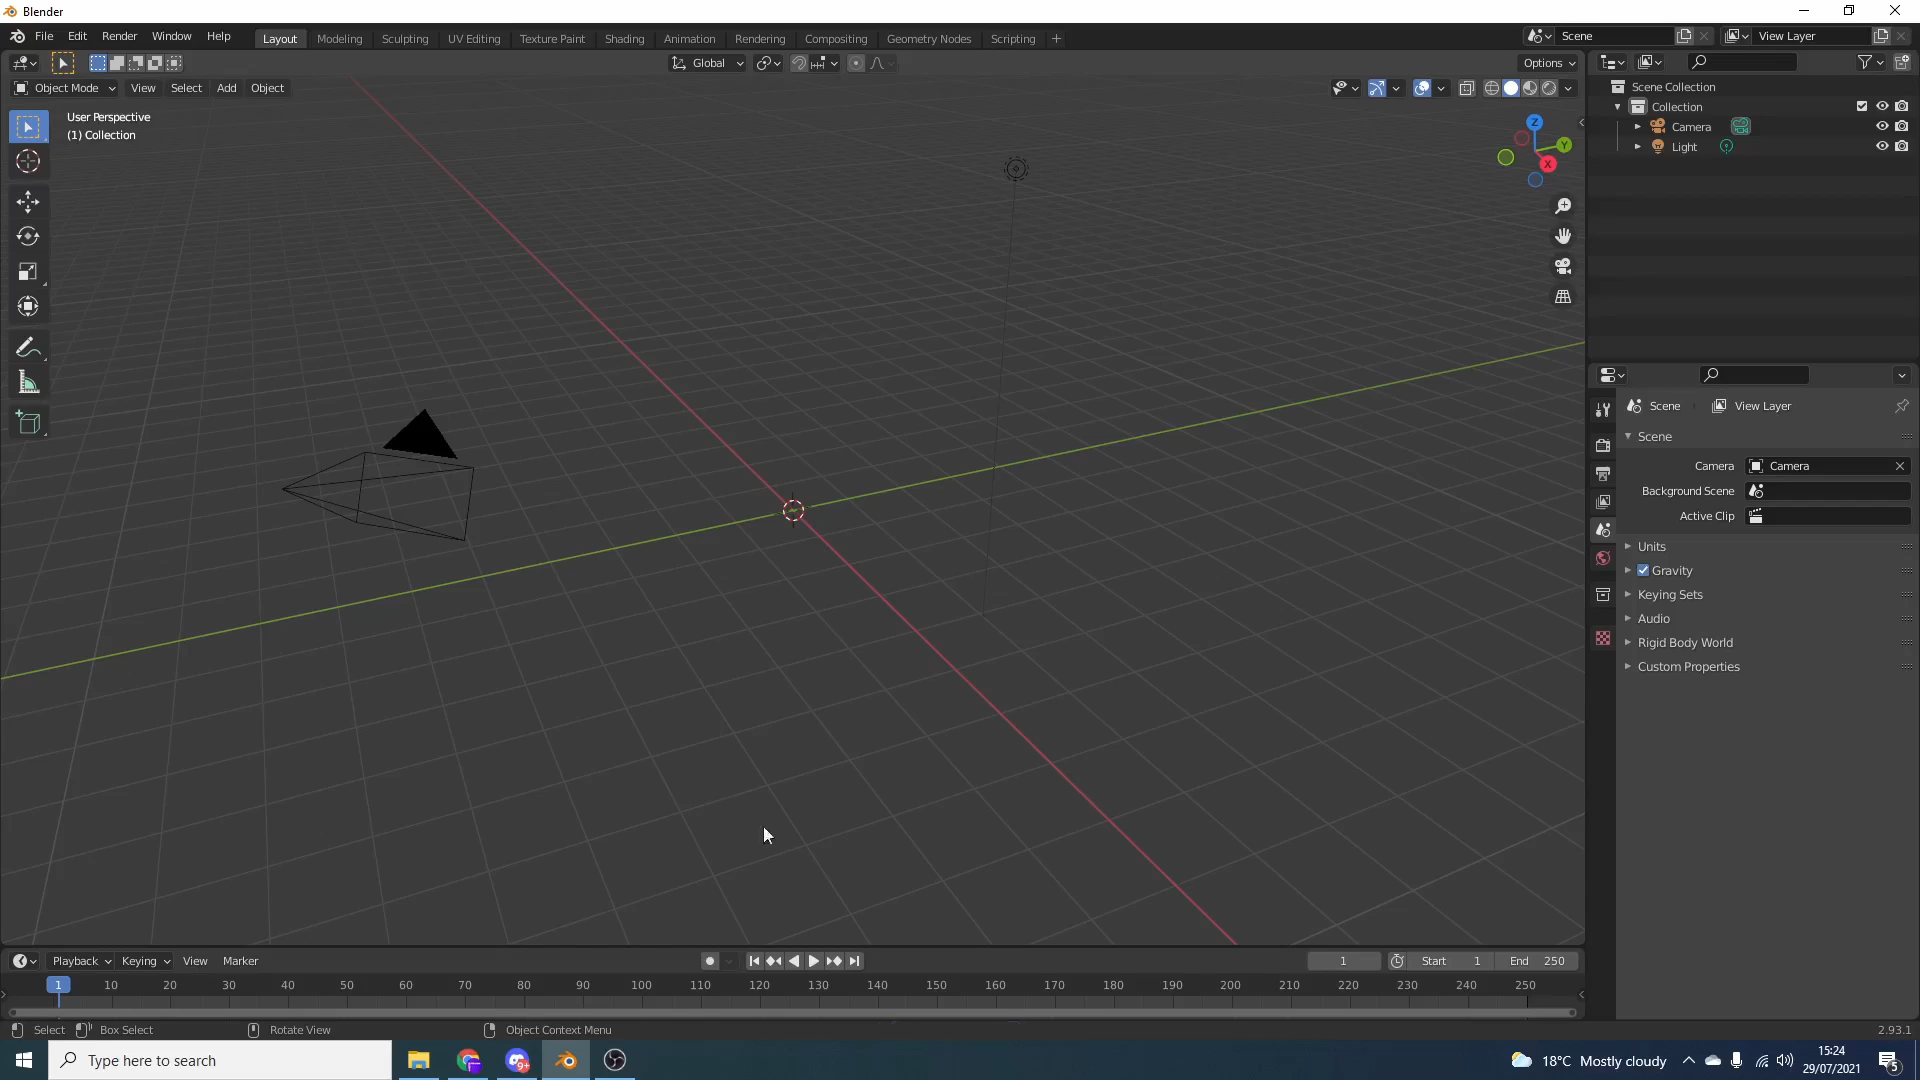 Blender
File Edit Render Window Help Layout Modeling Sculpting UV Editing Texture Paint Shading Animation Rendering Compositing Geometry Nodes Scripting + Scene View Layer
Global Options
Object Mode View Select Add Object
User Perspective
(1) Collection
Z
Y
X
Scene Collection
Collection
Camera
Light
Scene View Layer
Scene
Camera Camera
Background Scene
Active Clip
Units
Gravity
Keying Sets
Audio
Rigid Body World
Custom Properties
Playback Keying View Marker 1 Start 1 End 250
1 10 20 30 40 50 60 70 80 90 100 110 120 130 140 150 160 170 180 190 200 210 220 230 240 250
Select Box Select Rotate View Object Context Menu 2.93.1
Type here to search 9+ 18°C Mostly cloudy 15:24
29/07/2021 5